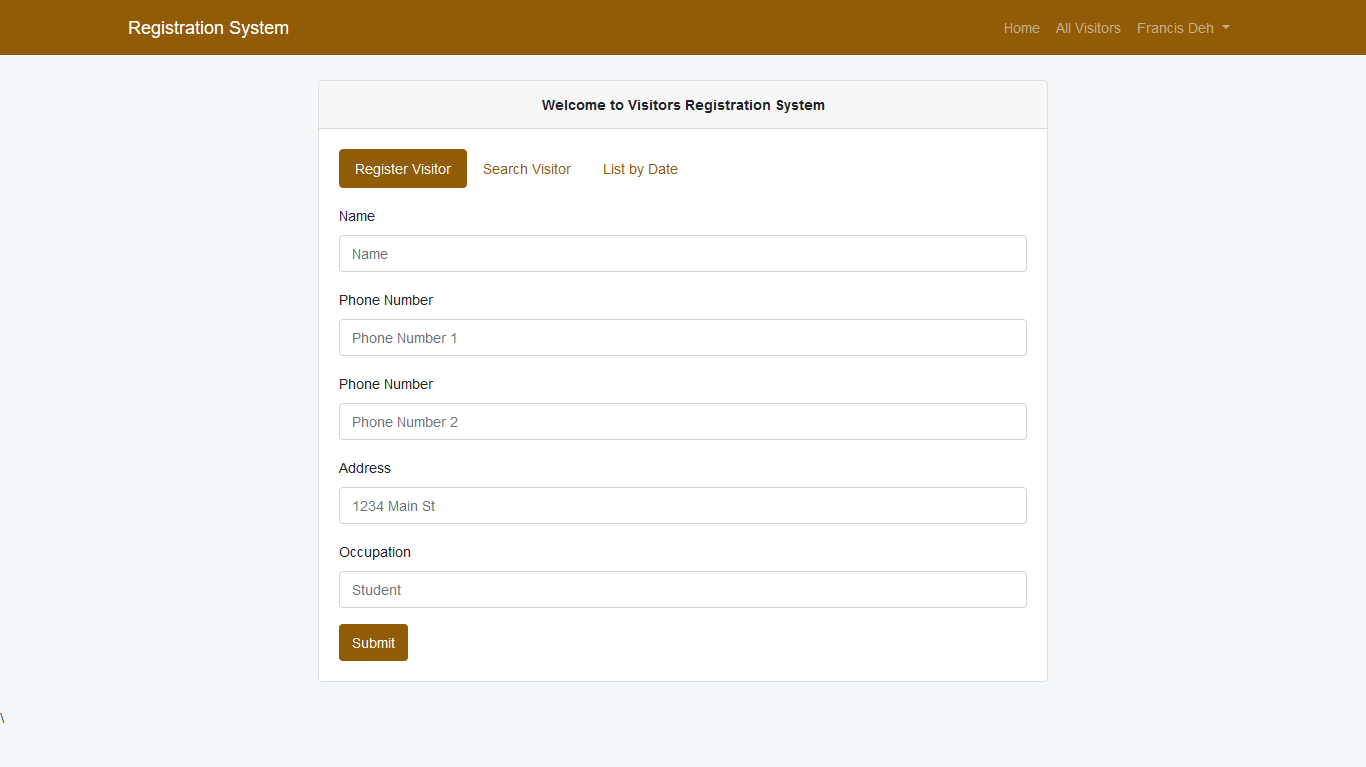 Registration System
Home All Visitors Francis Deh
Welcome to Visitors Registration System
Register Visitor Search Visitor List by Date
Name
Name
Phone Number
Phone Number 1
Phone Number
Phone Number 2
Address
1234 Main St
Occupation
Student
Submit
\